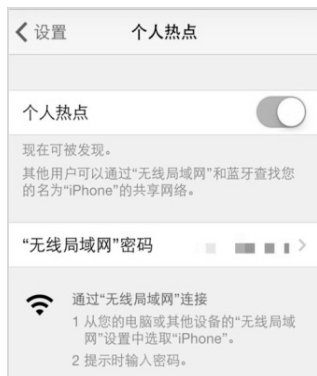 设置 个人热点
个人热点
现在可被发现。
其他用户可以通过“无线局域网”和蓝牙查找您
的名为“iPhone”的共享网络。
“无线局域网”密码
通过“无线局域网”连接
1 从您的电脑或其他设备的“无线局域
网”设置中选取“iPhone”。
2 提示时输入密码。